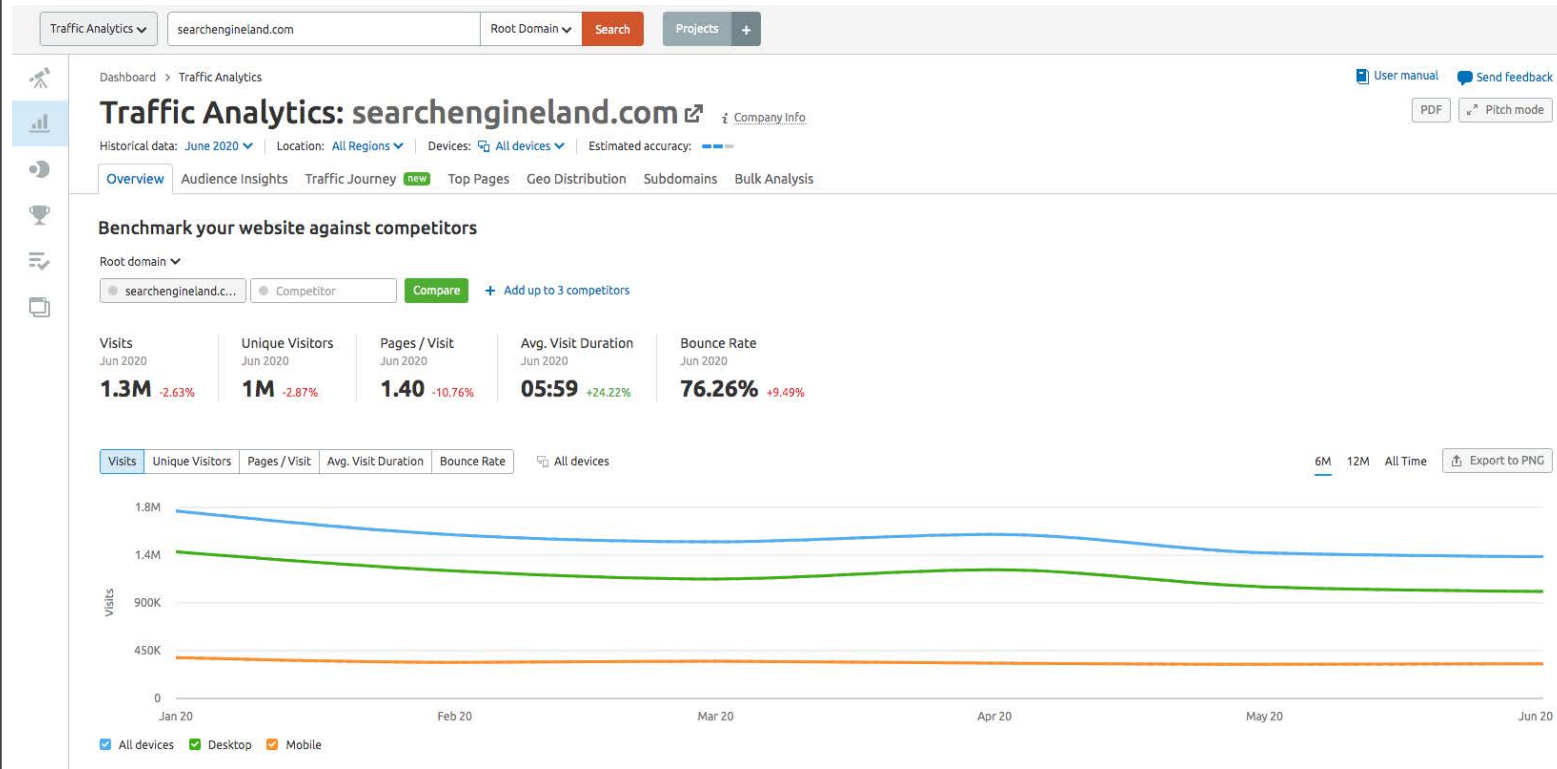 Traffic Analytics searchengineland.com Root Domain Search Projects +
Dashboard > Traffic Analytics User manual Send feedback
Traffic Analytics: searchengineland.com i Company Info PDF Pitch mode
Historical data: June 2020 Location: All Regions Devices: All devices Estimated accuracy:
Overview Audience Insights Traffic Journey new Top Pages Geo Distribution Subdomains Bulk Analysis
Benchmark your website against competitors
Root domain
searchengineland.c... Competitor Compare + Add up to 3 competitors
Visits Unique Visitors Pages / Visit Avg. Visit Duration Bounce Rate
Jun 2020 Jun 2020 Jun 2020 Jun 2020 Jun 2020
1.3M -2.63% 1M -2.87% 1.40 -10.76% 05:59 +24.22% 76.26% +9.49%
Visits Unique Visitors Pages / Visit Avg. Visit Duration Bounce Rate All devices 6M 12M All Time Export to PNG
1.8M
1.4M
900K
450K
0
Visits
Jan 20 Feb 20 Mar 20 Apr 20 May 20 Jun 20
All devices Desktop Mobile